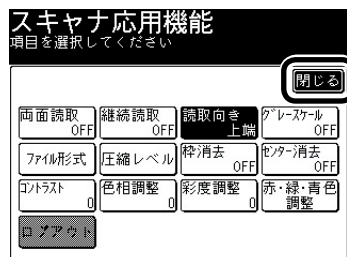 スキャナ応用機能
項目を選択してください
閉じる
両面読取 OFF
継続読取 OFF
読取向き 上端
グレースケール OFF
ファイル形式
圧縮レベル
枠消去 OFF
センター消去 OFF
コントラスト 0
色相調整 0
彩度調整 0
赤・緑・青色調整
ログアウト